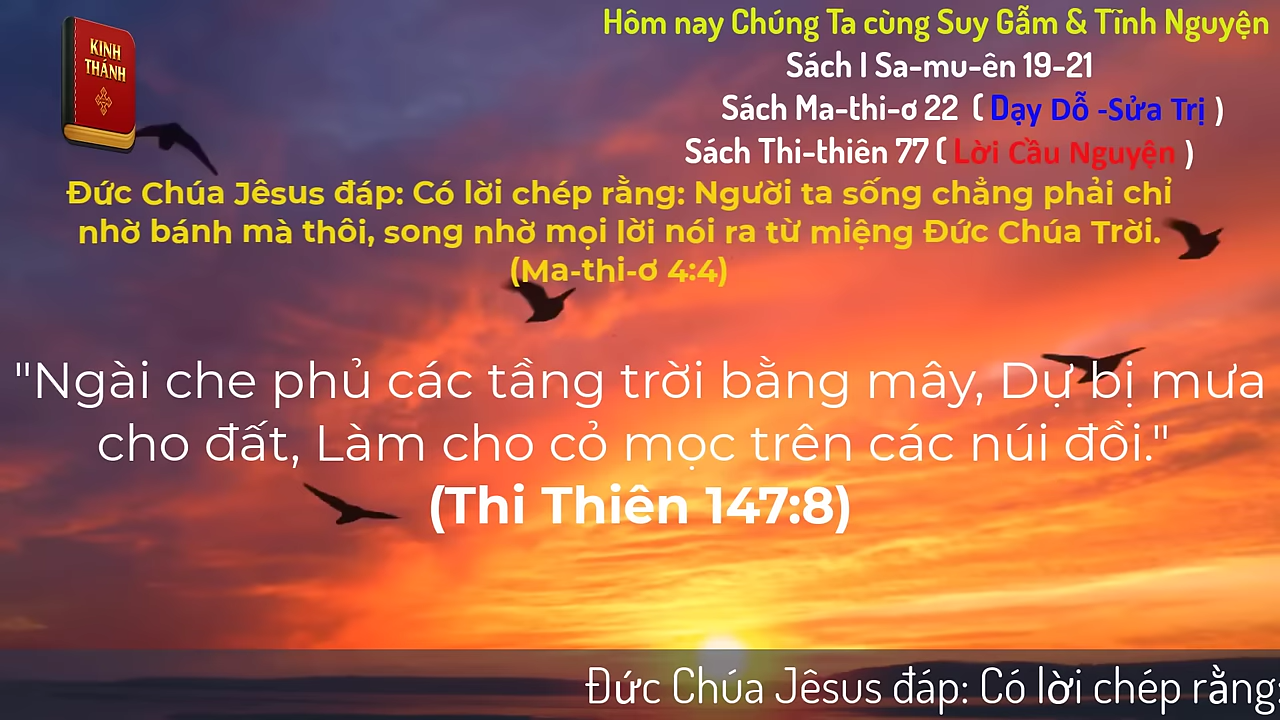 KINH
THÁNH
Hôm nay Chúng Ta cùng Suy Gẫm & Tĩnh Nguyện
Sách I Sa-mu-ên 19-21
Sách Ma-thi-ơ 22 ( Dạy Dỗ -Sửa Trị )
Sách Thi-thiên 77 ( Lời Cầu Nguyện )
Đức Chúa Jêsus đáp: Có lời chép rằng: Người ta sống chẳng phải chỉ
nhờ bánh mà thôi, song nhờ mọi lời nói ra từ miệng Đức Chúa Trời.
(Ma-thi-ơ 4:4)
"Ngài che phủ các tầng trời bằng mây, Dự bị mưa
cho đất, Làm cho cỏ mọc trên các núi đồi."
(Thi Thiên 147:8)
Đức Chúa Jêsus đáp: Có lời chép rằng: